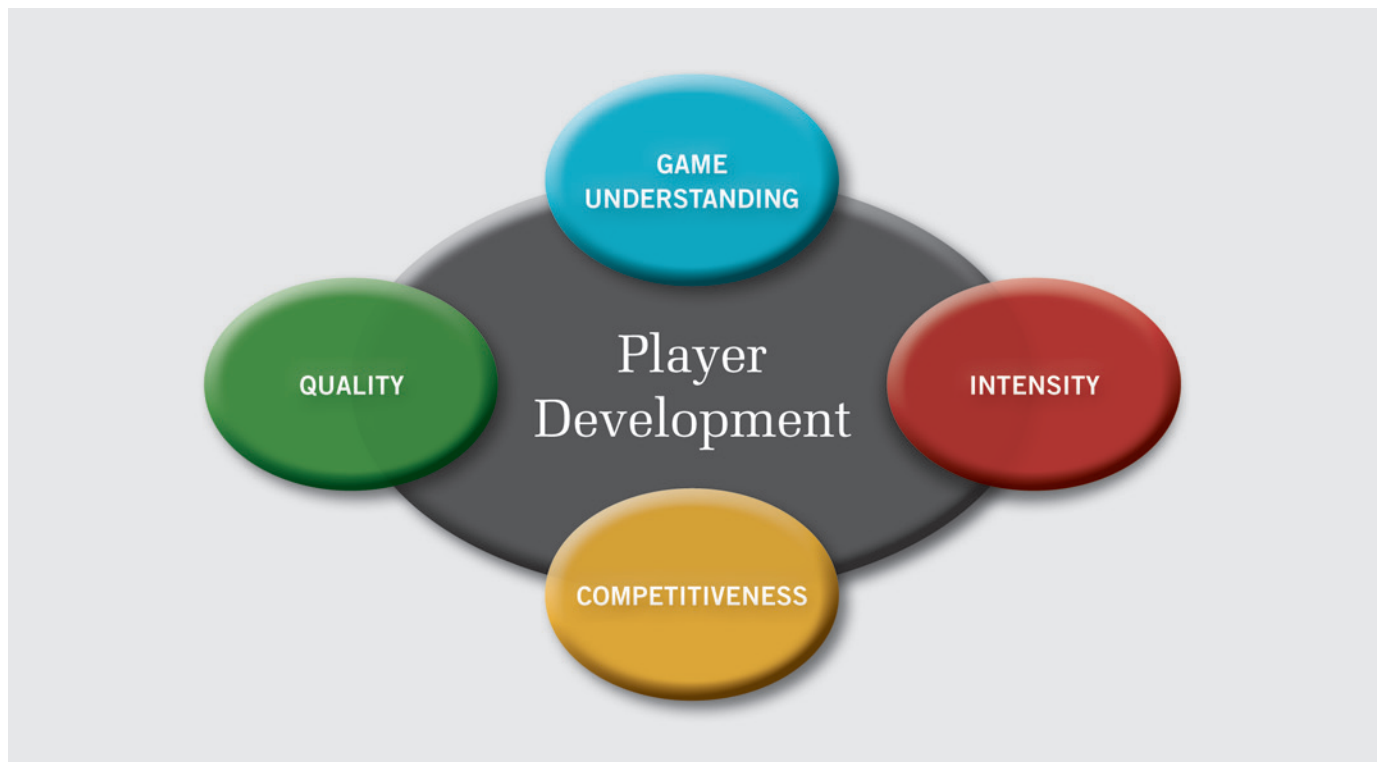 GAME
UNDERSTANDING
QUALITY
Player
Development
INTENSITY
COMPETITIVENESS